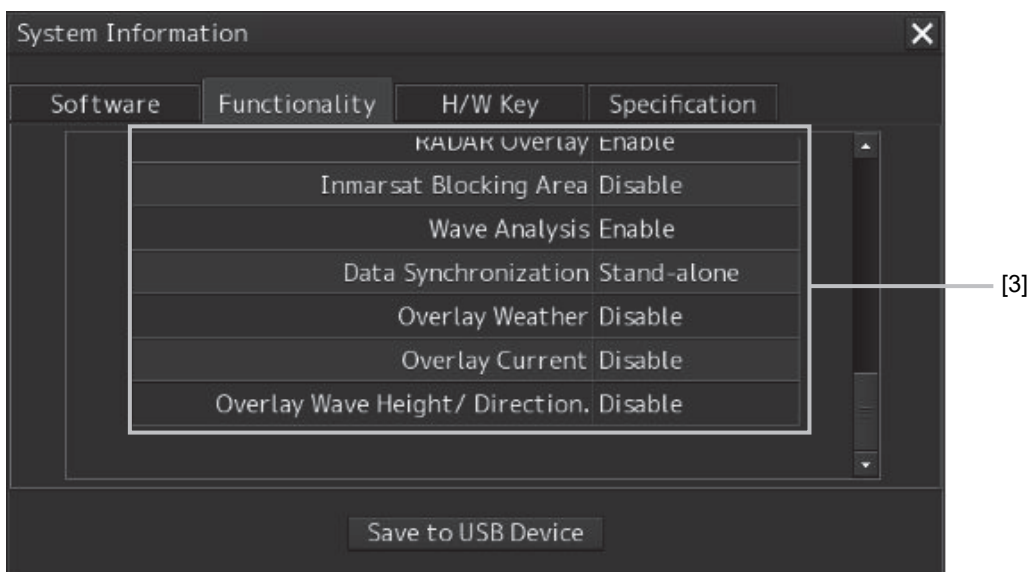 System Information
Software Functionality H/W Key Specification
RADAR Overlay Enable
Inmarsat Blocking Area Disable
Wave Analysis Enable
Data Synchronization Stand-alone
[3]
Overlay Weather Disable
Overlay Current Disable
Overlay Wave Height/ Direction. Disable
Save to USB Device